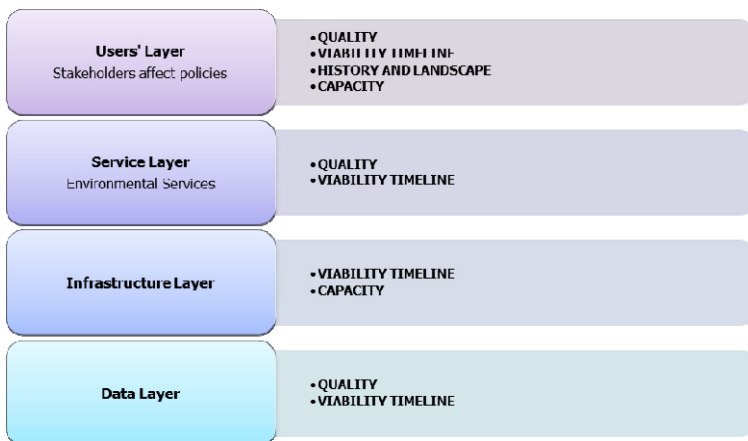 Users' Layer
Stakeholders affect policies
•QUALITY
•VIABILITY TIMELINE
•HISTORY AND LANDSCAPE
•CAPACITY
Service Layer
Environmental Services
•QUALITY
•VIABILITY TIMELINE
Infrastructure Layer
•VIABILITY TIMELINE
•CAPACITY
Data Layer
•QUALITY
•VIABILITY TIMELINE